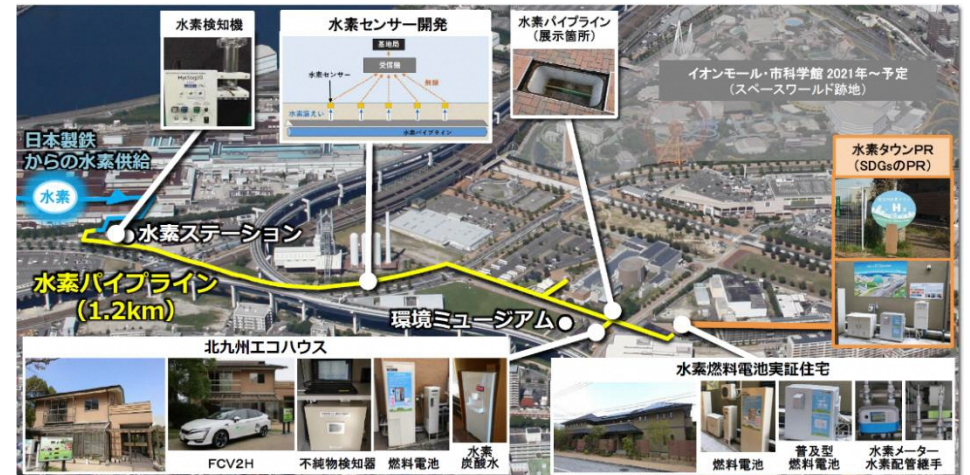 水素検知機
水素センサー開発
基地局
受信機
水素センサー
無線
水素漏えい
水素パイプライン
水素パイプライン
(展示箇所)
イオンモール・市科学館 2021年～予定
(スペースワールド跡地)
日本製鉄
からの水素供給
水素
水素タウンPR
(SDGsのPR)
水素ステーション
水素パイプライン
(1.2km)
環境ミュージアム
北九州エコハウス
FCV2H
不純物検知器
燃料電池
水素
炭酸水
水素燃料電池実証住宅
燃料電池
普及型
燃料電池
水素メーター
水素配管継手